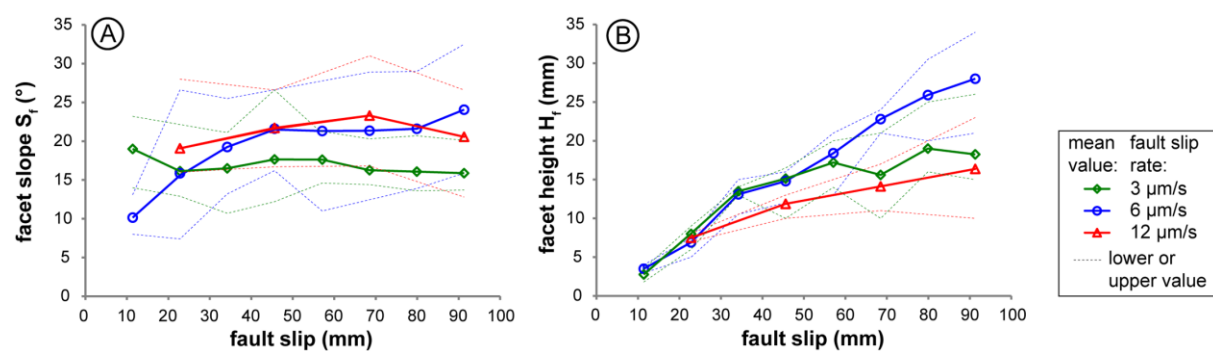 A
facet slope Sf (°)
35
30
25
20
15
10
5
0
0 10 20 30 40 50 60 70 80 90 100
fault slip (mm)
B
facet height Hf (mm)
35
30
25
20
15
10
5
0
0 10 20 30 40 50 60 70 80 90 100
fault slip (mm)
mean fault slip
value: rate:
3 µm/s
6 µm/s
12 µm/s
lower or
upper value